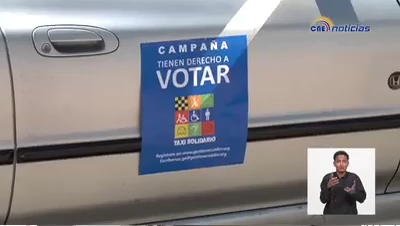 CNE noticias
CAMPAÑA
TIENEN DERECHO A
VOTAR
TAXI SOLIDARIO